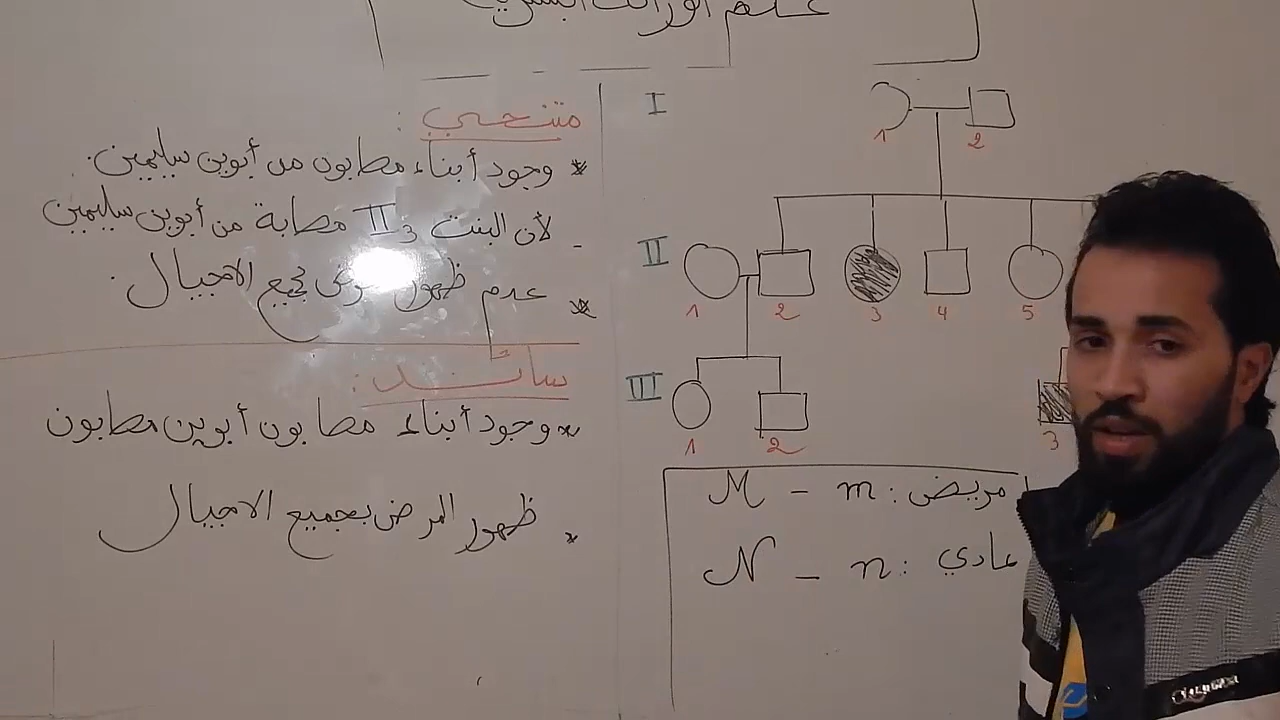 علم الوراثة البشرية
متنحي :
* وجود أبناء مصابون من أبوين سليمين.
- لأن البنت II3 مصابة من أبوين سليمين
* عدم ظهور المرض بجميع الاجيال.
سائد :
* وجود أبناء مصابون أبوين مصابون
* ظهور المرض بجميع الاجيال
I
1 2
II
1 2 3 4 5
III
1 2 3
M - m : مريض
N - n : عادي